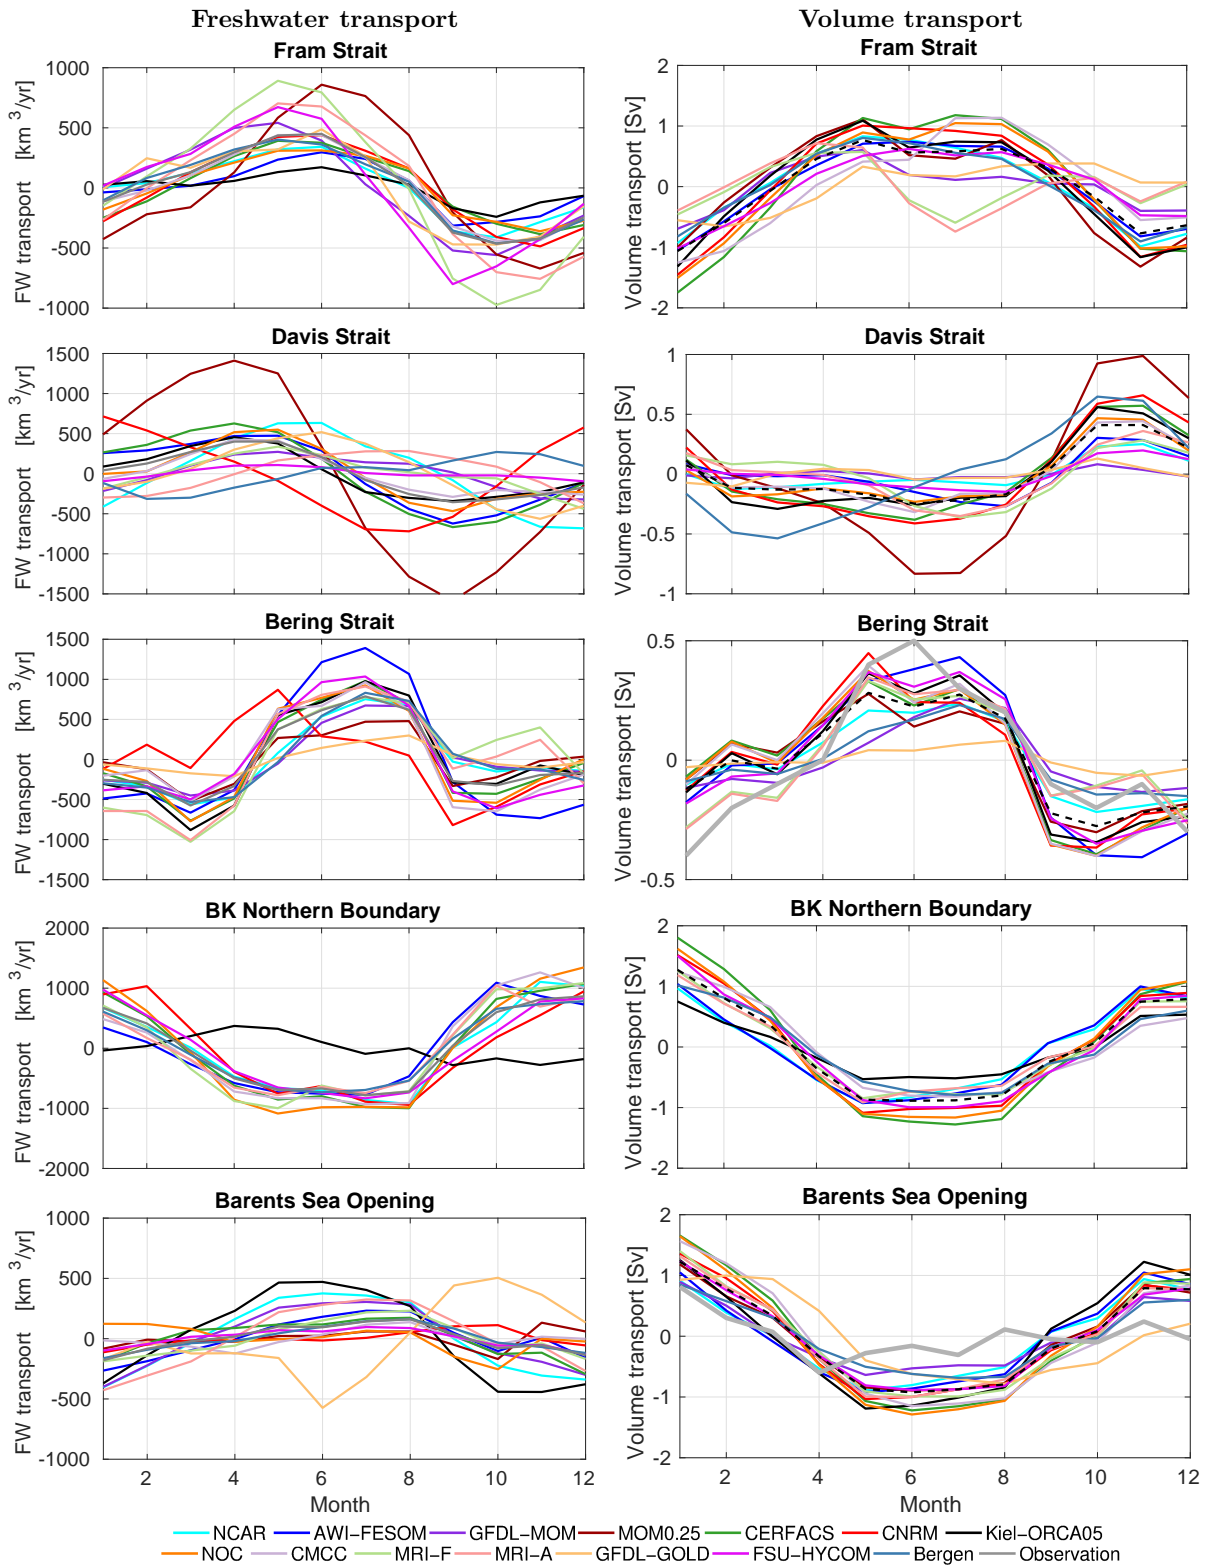 Freshwater transport
Volume transport
Fram Strait
FW transport [km 3/yr]
1000
500
0
-500
-1000
2 4 6 8 10 12
Fram Strait
Volume transport [Sv]
2
1
0
-1
-2
Davis Strait
FW transport [km 3/yr]
1500
1000
500
0
-500
-1000
-1500
Davis Strait
Volume transport [Sv]
1
0.5
0
-0.5
-1
Bering Strait
FW transport [km 3/yr]
1500
1000
500
0
-500
-1000
-1500
Bering Strait
Volume transport [Sv]
0.5
0
-0.5
BK Northern Boundary
FW transport [km 3/yr]
2000
1000
0
-1000
-2000
BK Northern Boundary
Volume transport [Sv]
2
1
0
-1
-2
Barents Sea Opening
FW transport [km 3/yr]
1000
500
0
-500
-1000
2 4 6 8 10 12
Month
Barents Sea Opening
Volume transport [Sv]
2
1
0
-1
-2
2 4 6 8 10 12
Month
NCAR AWI-FESOM GFDL-MOM MOM0.25 CERFACS CNRM Kiel-ORCA05
NOC CMCC MRI-F MRI-A GFDL-GOLD FSU-HYCOM Bergen Observation